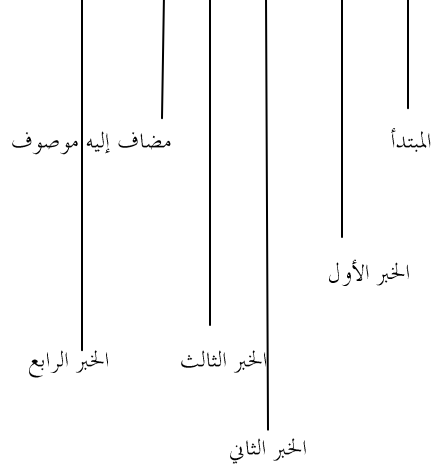 المبتدأ
مضاف إليه موصوف
الخبر الأول
الخبر الثالث
الخبر الرابع
الخبر الثاني